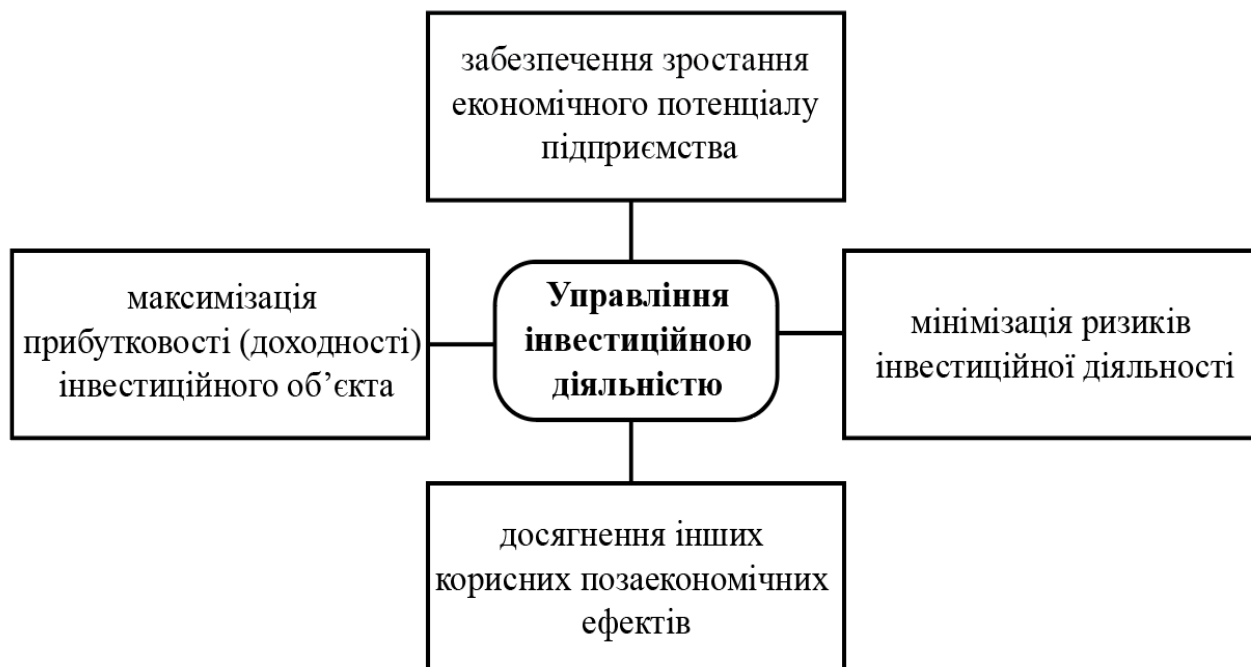 забезпечення зростання
економічного потенціалу
підприємства
максимізація
прибутковості (доходності)
інвестиційного об’єкта
Управління
інвестиційною
діяльністю
мінімізація ризиків
інвестиційної діяльності
досягнення інших
корисних позаекономічних
ефектів